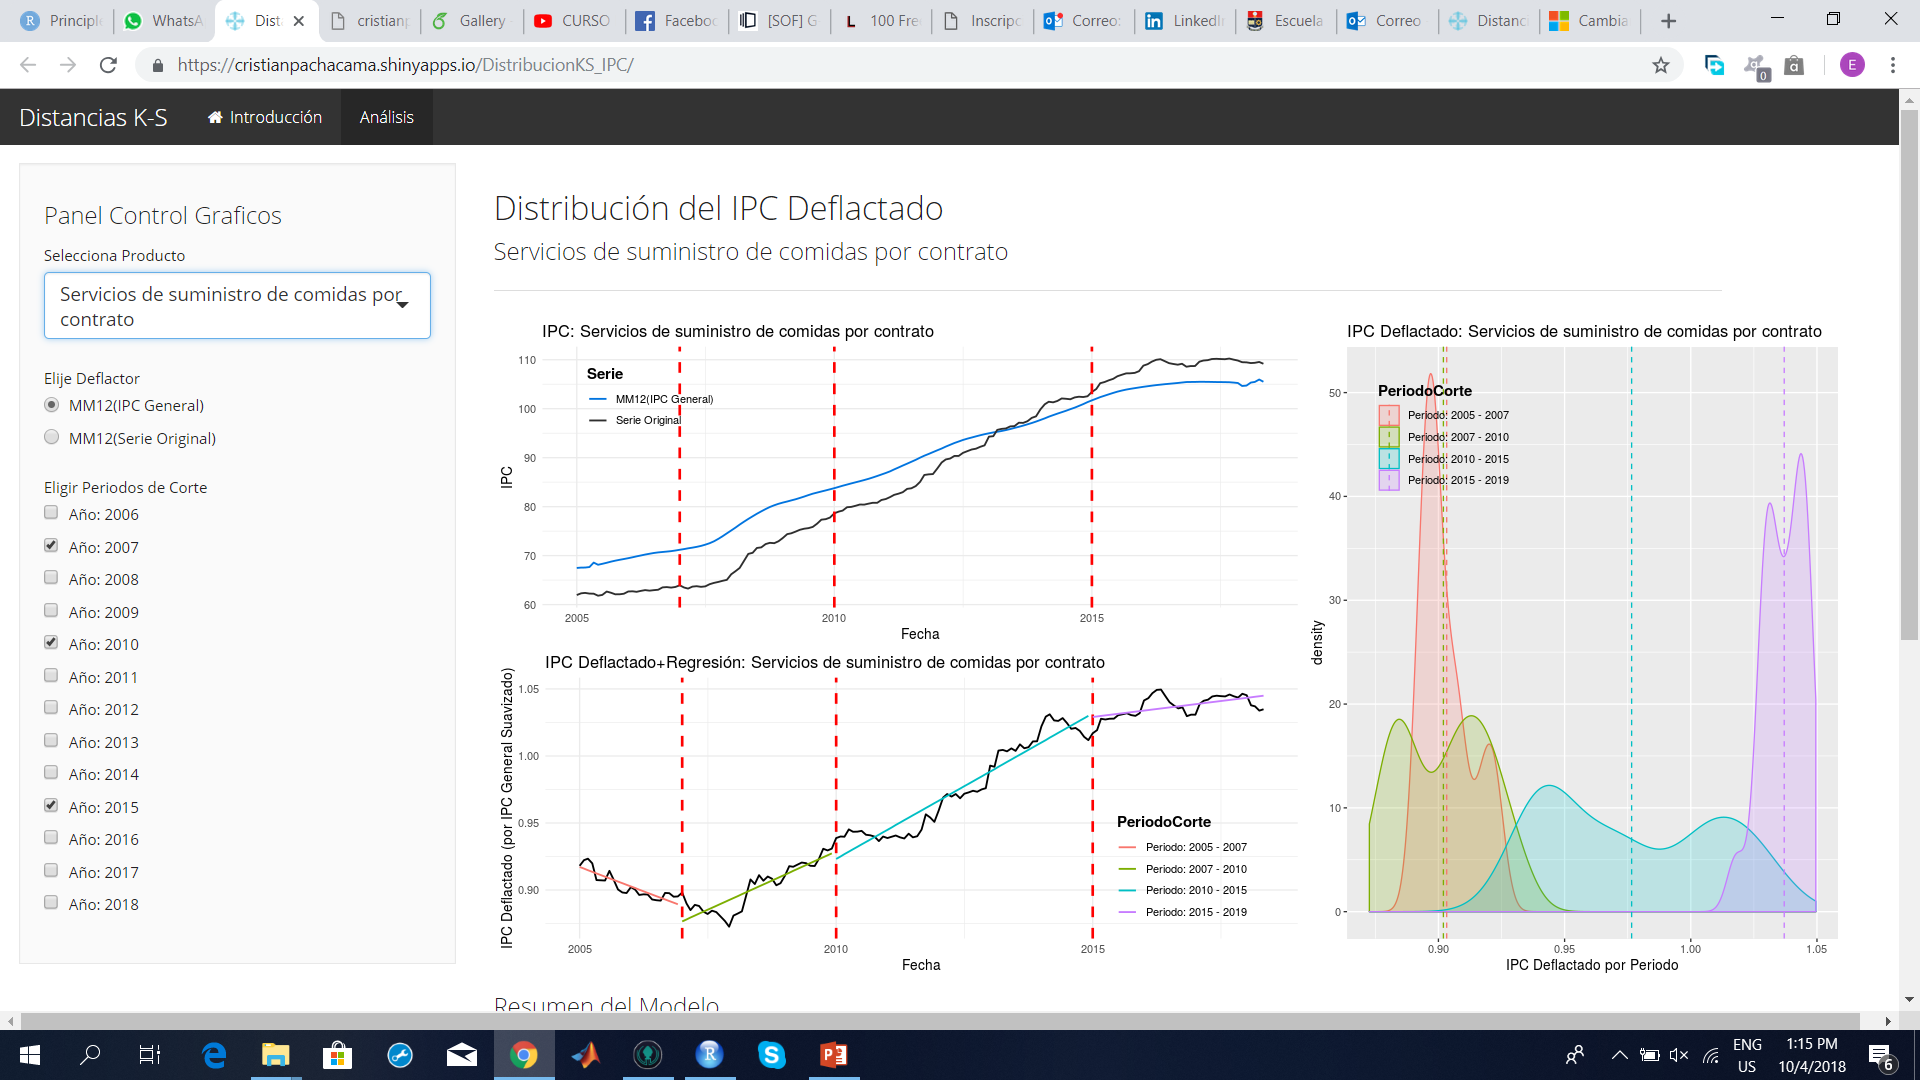 Principl
WhatsA
Dist
cristianp
Gallery
CURSO
Faceboo
[SOF] G
100 Fre
Inscripc
Correo:
LinkedIn
Escuela
Correo
Distanc
Cambia
https://cristianpachacama.shinyapps.io/DistribucionKS_IPC/
0
E
Distancias K-S
Introducción
Análisis
Panel Control Graficos
Selecciona Producto
Servicios de suministro de comidas por
contrato
Elije Deflactor
MM12(IPC General)
MM12(Serie Original)
Eligir Periodos de Corte
Año: 2006
Año: 2007
Año: 2008
Año: 2009
Año: 2010
Año: 2011
Año: 2012
Año: 2013
Año: 2014
Año: 2015
Año: 2016
Año: 2017
Año: 2018
Distribución del IPC Deflactado
Servicios de suministro de comidas por contrato
IPC: Servicios de suministro de comidas por contrato
Serie
MM12(IPC General)
Serie Original
110
100
90
80
70
60
IPC
2005
2010
2015
Fecha
IPC Deflactado+Regresión: Servicios de suministro de comidas por contrato
IPC Deflactado (por IPC General Suavizado)
1.05
1.00
0.95
0.90
PeriodoCorte
Periodo: 2005 - 2007
Periodo: 2007 - 2010
Periodo: 2010 - 2015
Periodo: 2015 - 2019
2005
2010
2015
Fecha
IPC Deflactado: Servicios de suministro de comidas por contrato
PeriodoCorte
Periodo: 2005 - 2007
Periodo: 2007 - 2010
Periodo: 2010 - 2015
Periodo: 2015 - 2019
50
40
30
20
10
0
density
0.90
0.95
1.00
1.05
IPC Deflactado por Periodo
Resumen del Modelo
ENG
US
1:15 PM
10/4/2018
6